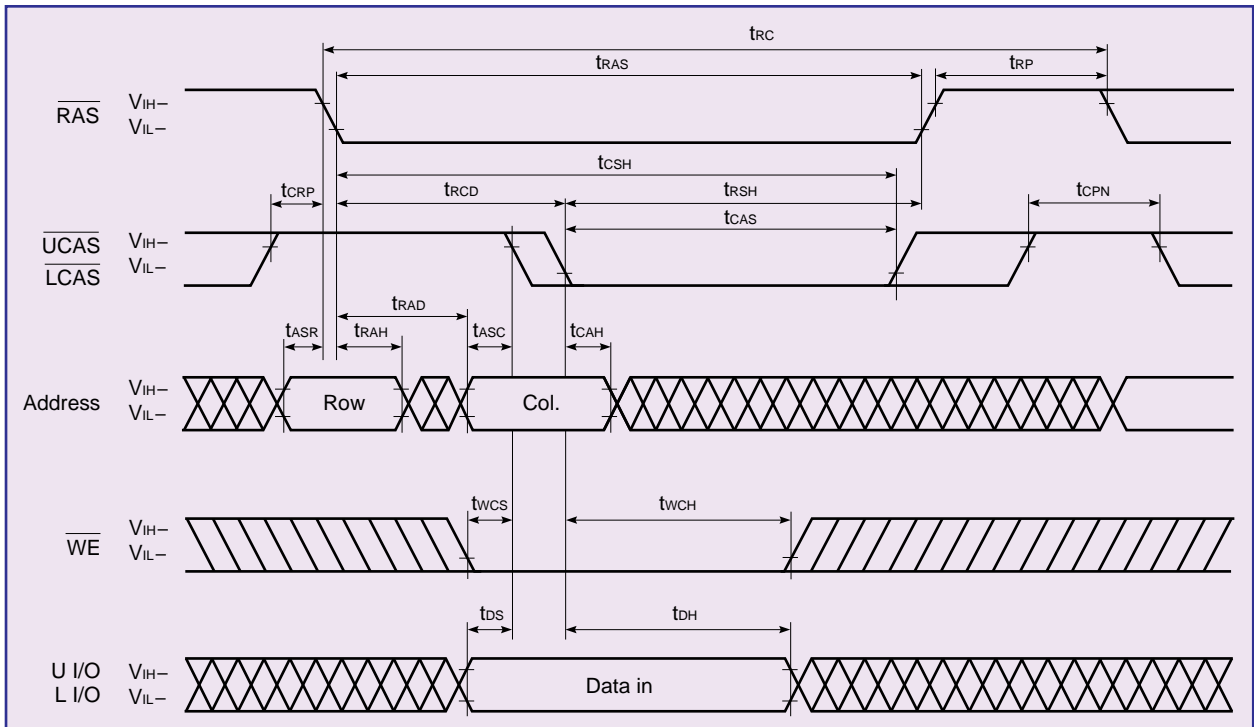 tRC
tRAS
tRP
RAS
VIH–
VIL–
tCSH
tCRP
tRCD
tRSH
tCPN
tCAS
UCAS
LCAS
VIH–
VIL–
tRAD
tASR
tRAH
tASC
tCAH
Address
VIH–
VIL–
Row
Col.
tWCS
tWCH
WE
VIH–
VIL–
tDS
tDH
U I/O
L I/O
VIH–
VIL–
Data in